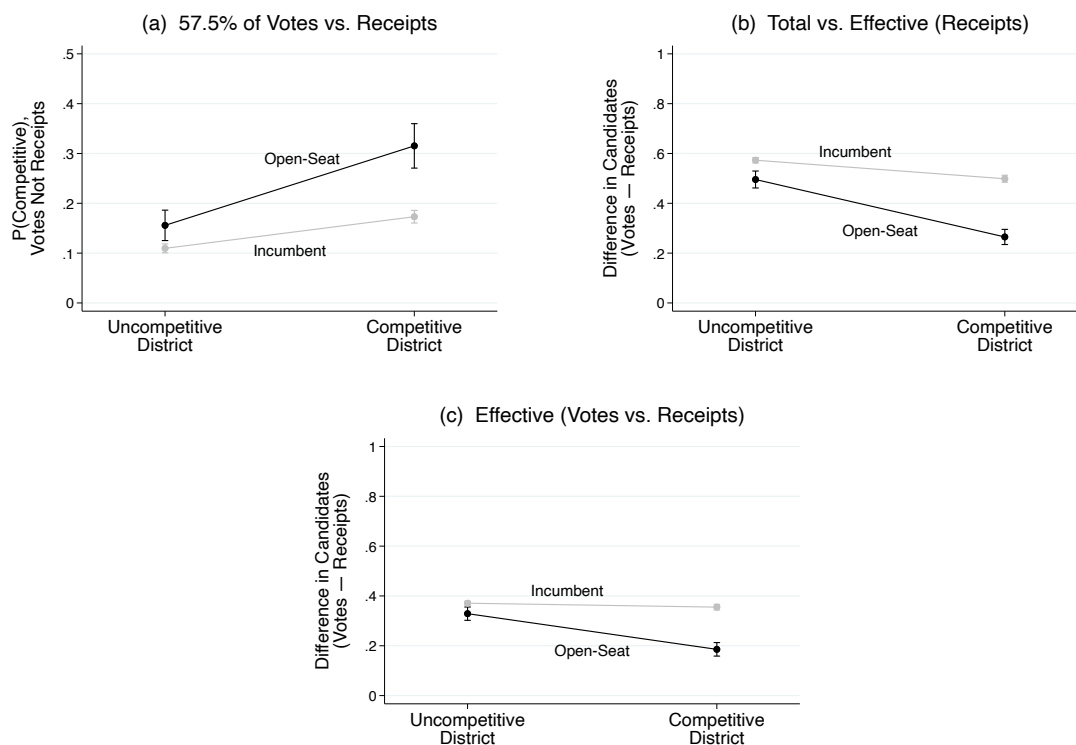 (a) 57.5% of Votes vs. Receipts
P(Competitive),
Votes Not Receipts
.5
.4
.3
.2
.1
0
Open-Seat
Incumbent
Uncompetitive
District
Competitive
District
(b) Total vs. Effective (Receipts)
Difference in Candidates
(Votes — Receipts)
1
.8
.6
.4
.2
0
Incumbent
Open-Seat
Uncompetitive
District
Competitive
District
(c) Effective (Votes vs. Receipts)
Difference in Candidates
(Votes — Receipts)
1
.8
.6
.4
.2
0
Incumbent
Open-Seat
Uncompetitive
District
Competitive
District